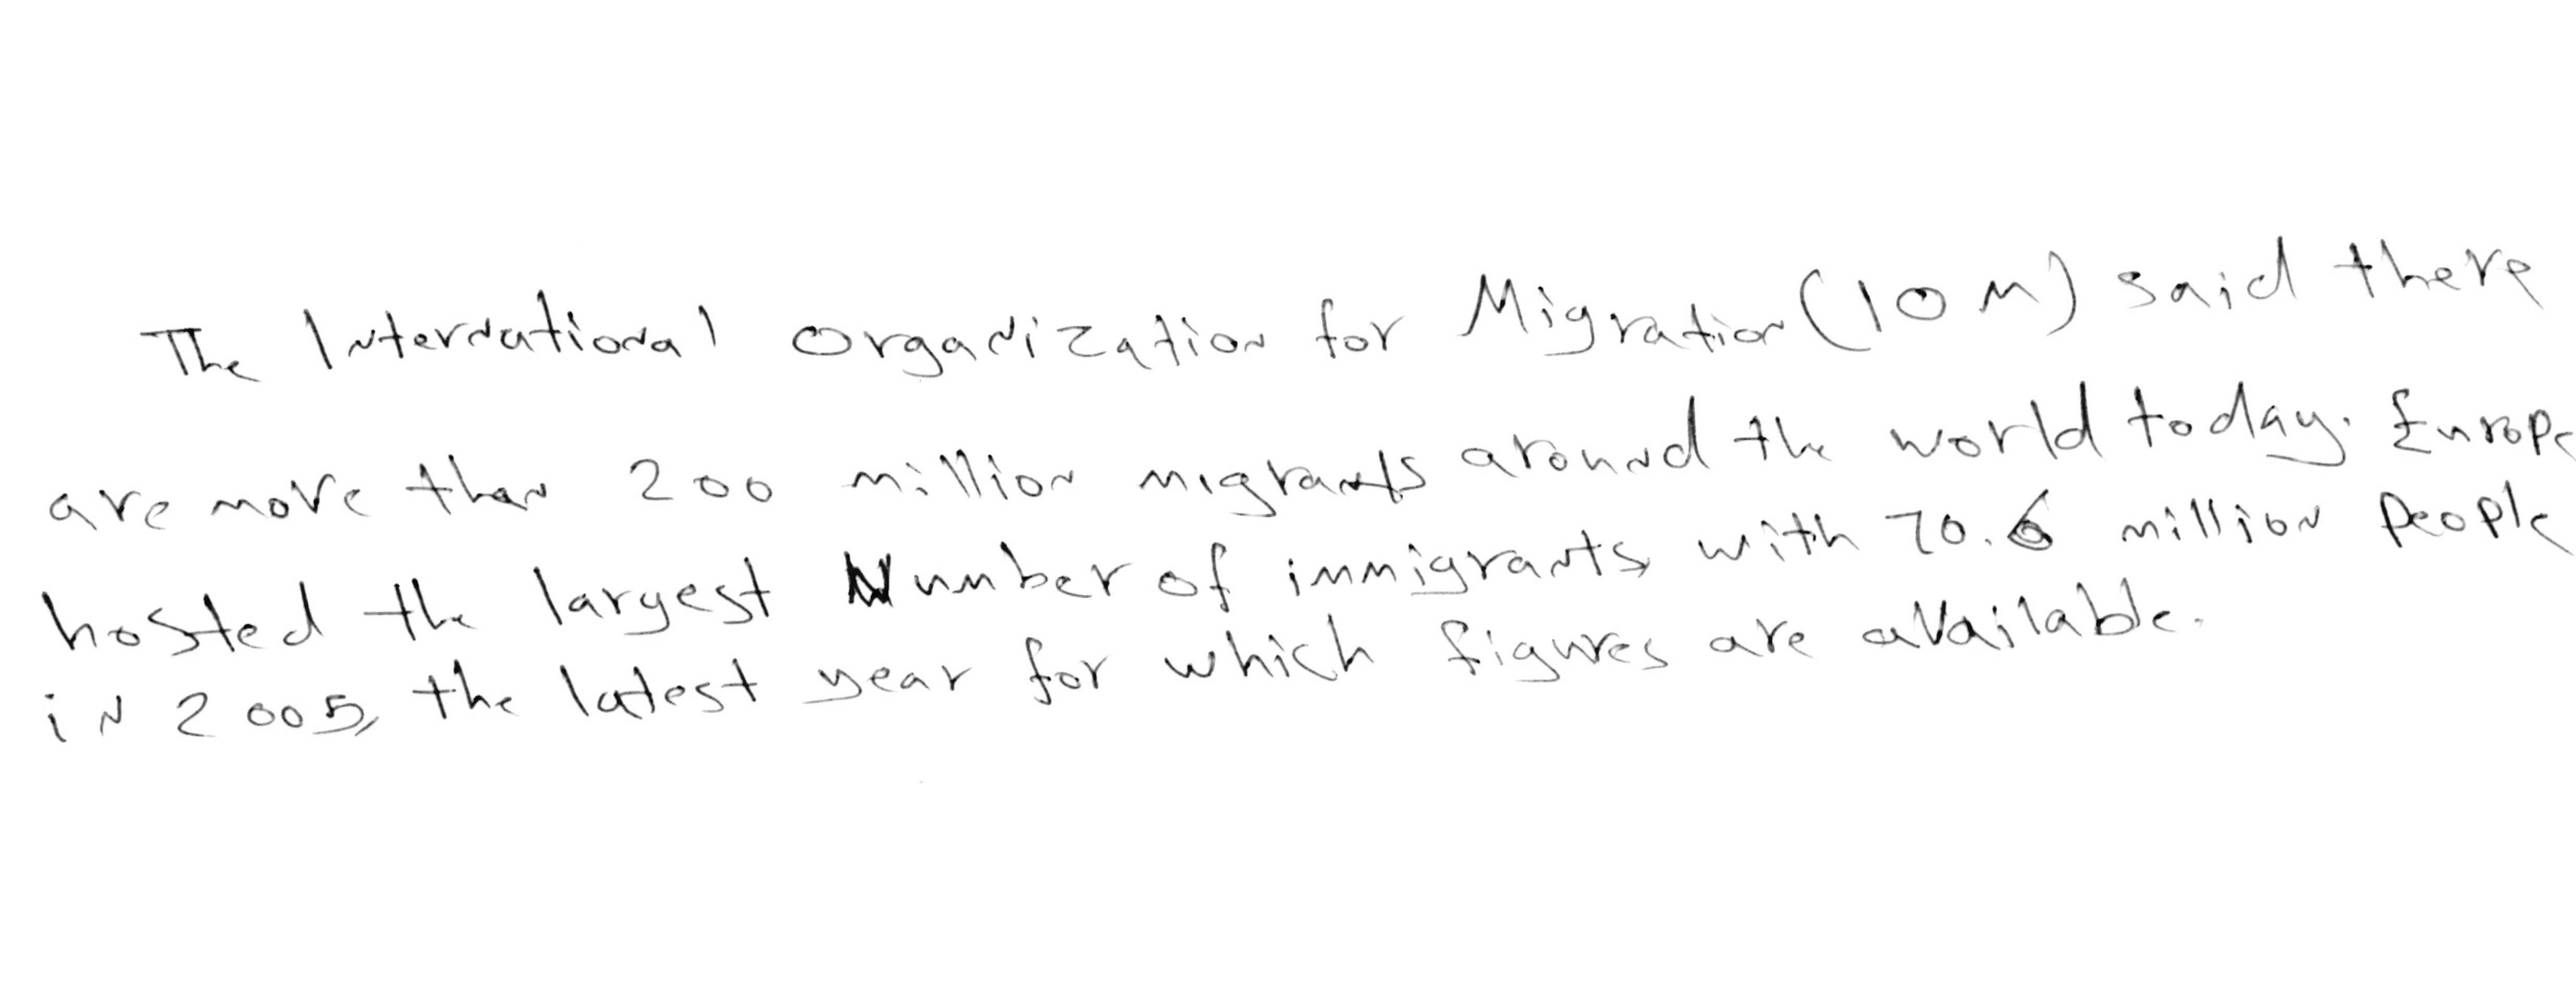 The International Organization for Migration (IOM) said there
are more than 200 million migrants around the world today. Europe
hosted the largest Number of immigrants, with 70.6 million People
in 2005, the latest year for which figures are available.